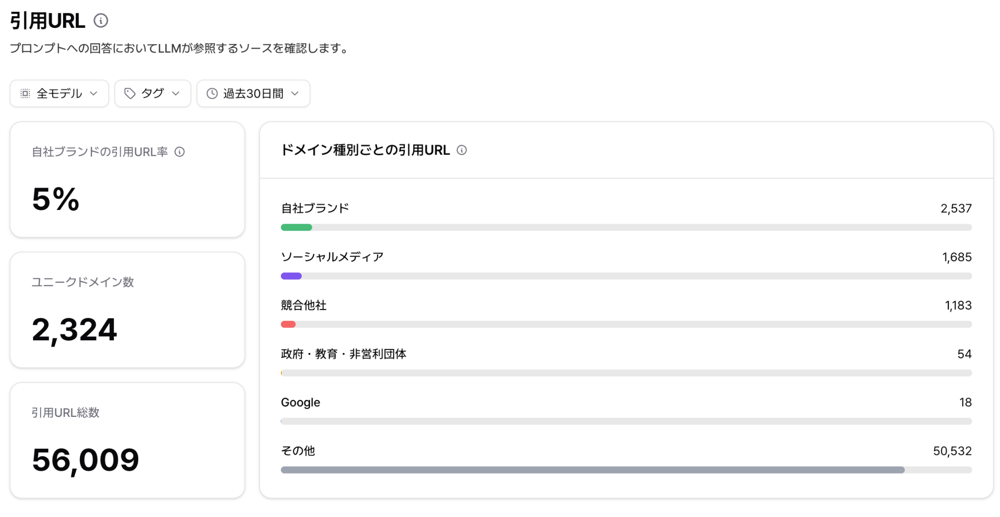 引用URL
プロンプトへの回答においてLLMが参照するソースを確認します。
全モデル
タグ
過去30日間
自社ブランドの引用URL率
5%
ユニークドメイン数
2,324
引用URL総数
56,009
ドメイン種別ごとの引用URL
自社ブランド 2,537
ソーシャルメディア 1,685
競合他社 1,183
政府・教育・非営利団体 54
Google 18
その他 50,532